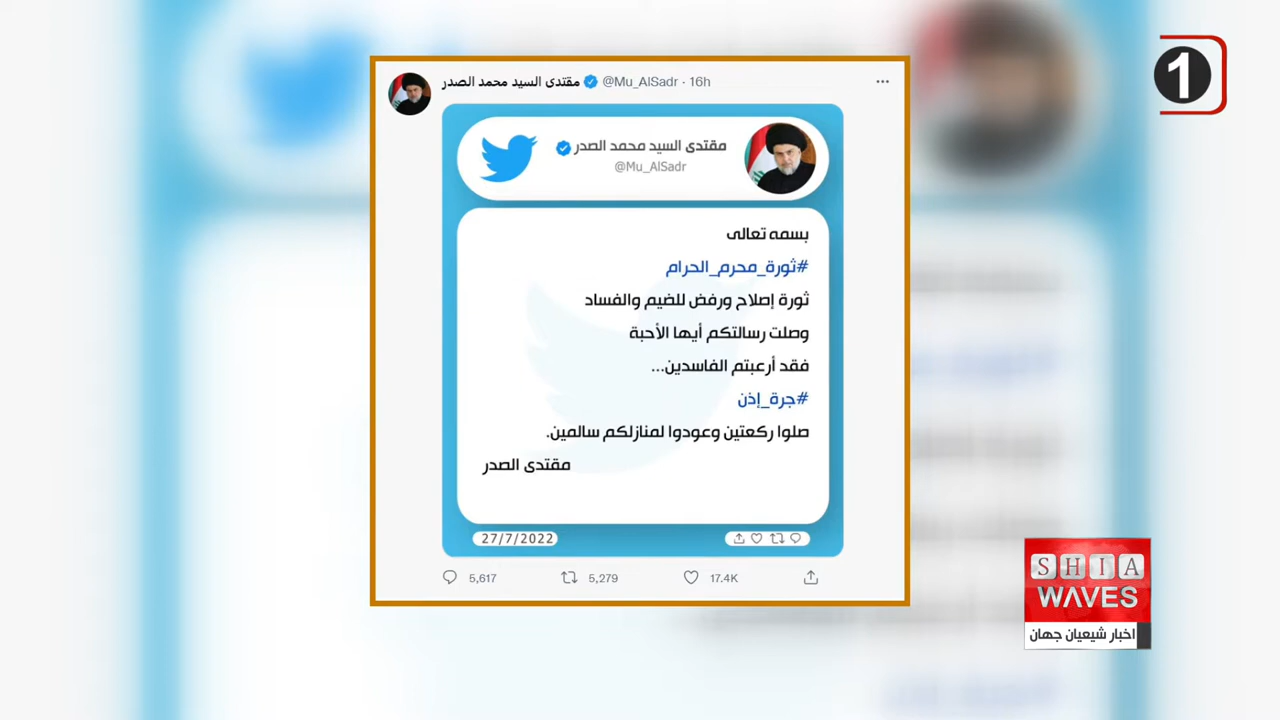 1
مقتدى السيد محمد الصدر @Mu_AlSadr · 16h
مقتدى السيد محمد الصدر
@Mu_AlSadr
بسمه تعالى
#ثورة_محرم_الحرام
ثورة إصلاح ورفض للضيم والفساد
وصلت رسالتكم أيها الأحبة
فقد أرعبتم الفاسدين...
#جرة_إذن
صلوا ركعتين وعودوا لمنازلكم سالمين.
مقتدى الصدر
27/7/2022
5,617 5,279 17.4K
SHIA
WAVES
اخبار شیعیان جهان